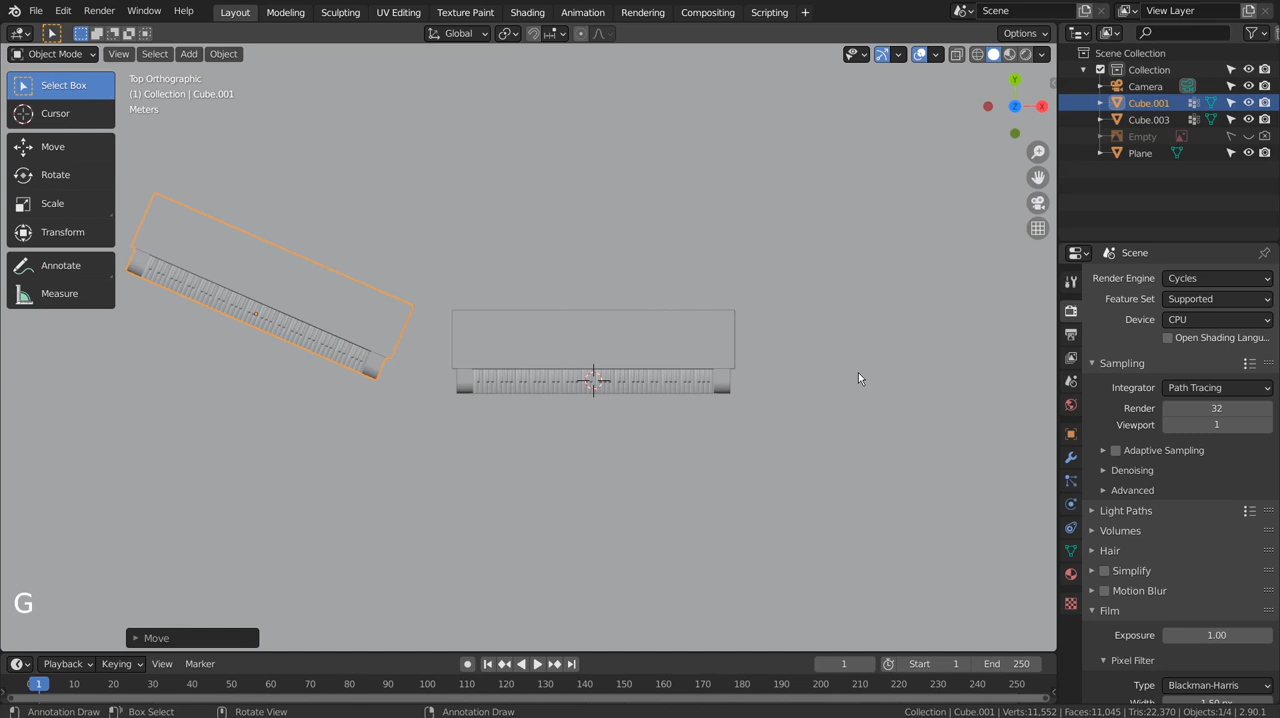 File Edit Render Window Help
Layout Modeling Sculpting UV Editing Texture Paint Shading Animation Rendering Compositing Scripting +
Scene
View Layer
Global
Options
Object Mode
View Select Add Object
Select Box
Cursor
Move
Rotate
Scale
Transform
Annotate
Measure
Top Orthographic
(1) Collection | Cube.001
Meters
Y
Z
X
G
Move
Scene Collection
Collection
Camera
Cube.001
Cube.003
Empty
Plane
Scene
Render Engine Cycles
Feature Set Supported
Device CPU
Open Shading Langu...
Sampling
Integrator Path Tracing
Render 32
Viewport 1
Adaptive Sampling
Denoising
Advanced
Light Paths
Volumes
Hair
Simplify
Motion Blur
Film
Exposure 1.00
Pixel Filter
Type Blackman-Harris
Playback Keying View Marker
1 Start 1 End 250
1 10 20 30 40 50 60 70 80 90 100 110 120 130 140 150 160 170 180 190 200 210 220 230 240 250
Annotation Draw Box Select Rotate View Annotation Draw
Collection | Cube.001 | Verts:11,552 | Faces:11,045 | Tris:22,370 | Objects:1/4 | 2.90.1